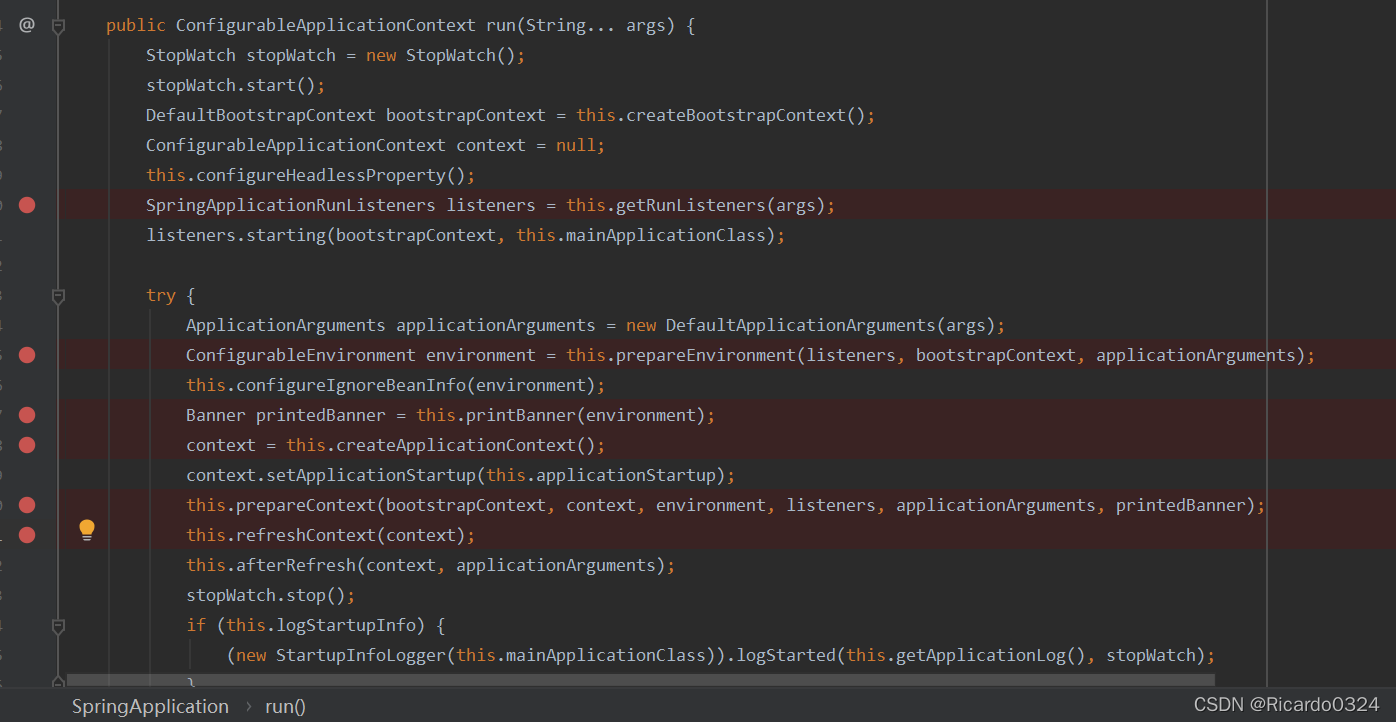 @
public ConfigurableApplicationContext run(String... args) {
StopWatch stopWatch = new StopWatch();
stopWatch.start();
DefaultBootstrapContext bootstrapContext = this.createBootstrapContext();
ConfigurableApplicationContext context = null;
this.configureHeadlessProperty();
SpringApplicationRunListeners listeners = this.getRunListeners(args);
listeners.starting(bootstrapContext, this.mainApplicationClass);
try {
ApplicationArguments applicationArguments = new DefaultApplicationArguments(args);
ConfigurableEnvironment environment = this.prepareEnvironment(listeners, bootstrapContext, applicationArguments);
this.configureIgnoreBeanInfo(environment);
Banner printedBanner = this.printBanner(environment);
context = this.createApplicationContext();
context.setApplicationStartup(this.applicationStartup);
this.prepareContext(bootstrapContext, context, environment, listeners, applicationArguments, printedBanner);
this.refreshContext(context);
this.afterRefresh(context, applicationArguments);
stopWatch.stop();
if (this.logStartupInfo) {
(new StartupInfoLogger(this.mainApplicationClass)).logStarted(this.getApplicationLog(), stopWatch);
}
SpringApplication › run()
CSDN @Ricardo0324